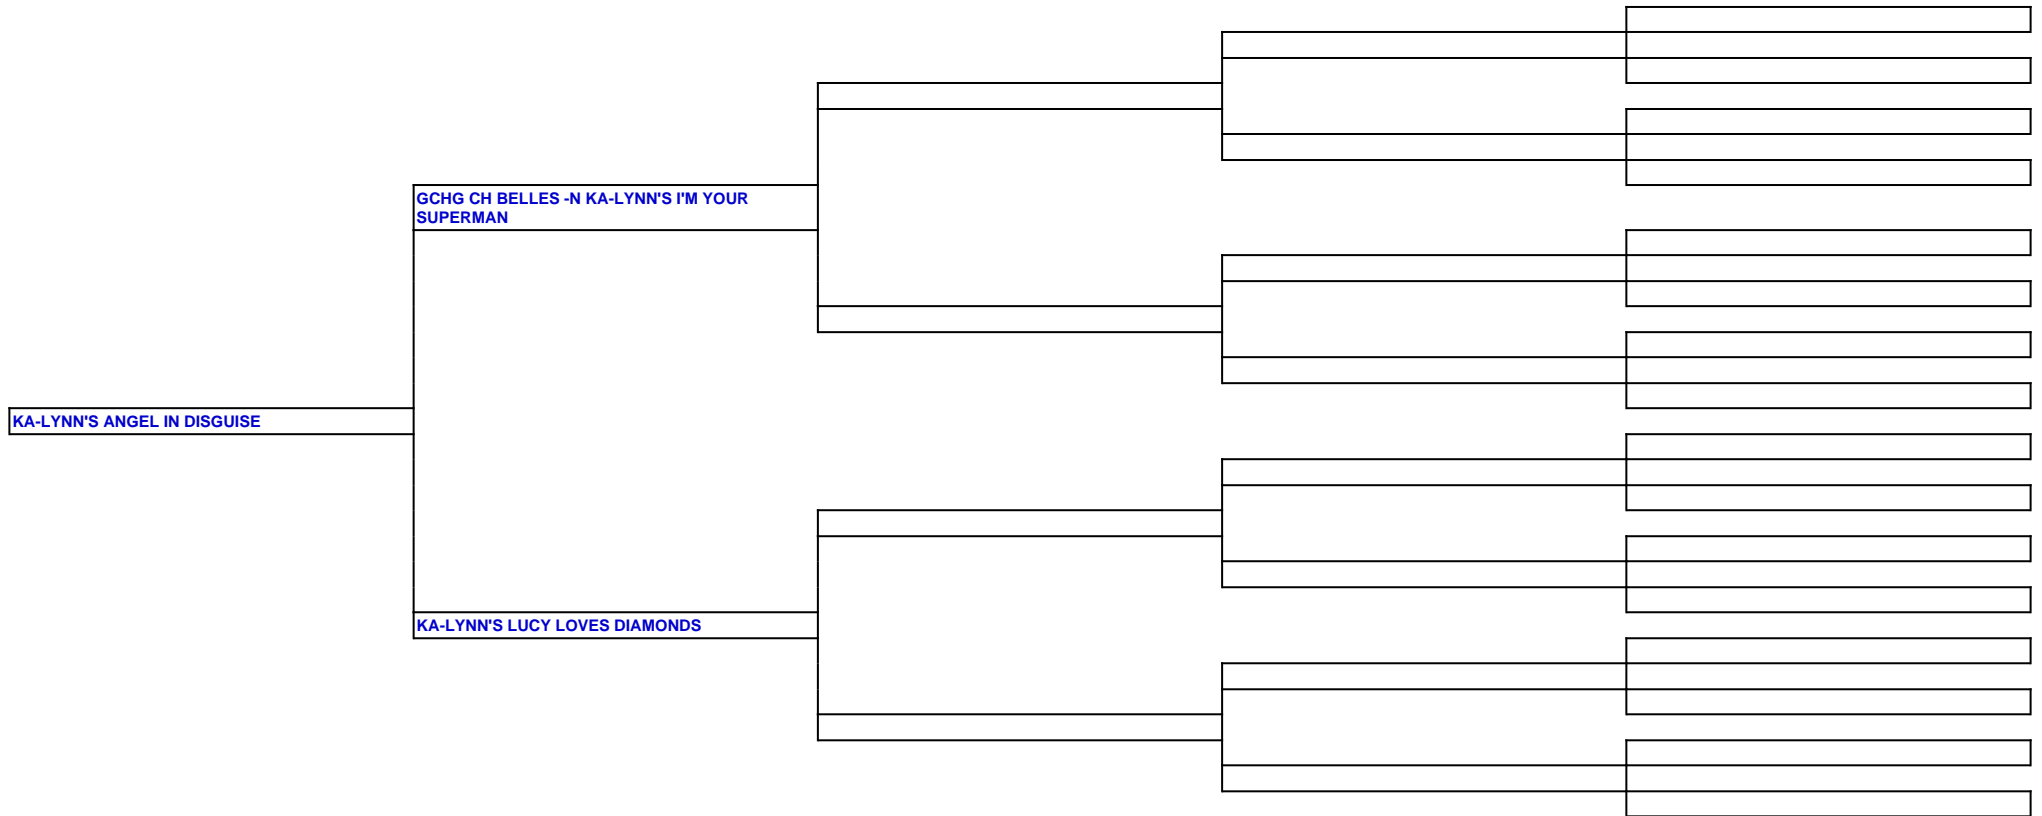 GCHG CH BELLES -N KA-LYNN'S I'M YOUR
SUPERMAN
KA-LYNN'S ANGEL IN DISGUISE
KA-LYNN'S LUCY LOVES DIAMONDS